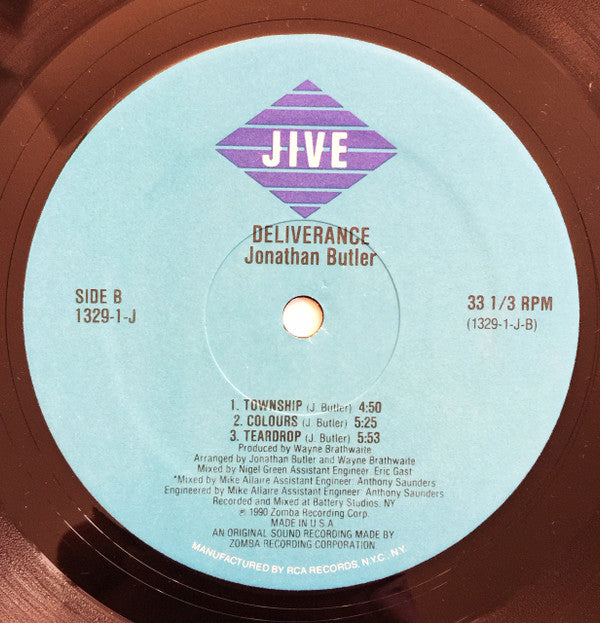 JIVE
DELIVERANCE
Jonathan Butler
SIDE B
1329-1-J
33 1/3 RPM
(1329-1-J-B)
1. TOWNSHIP (J. Butler) 4:50
2. COLOURS (J. Butler) 5:25
3. TEARDROP (J. Butler) 5:53
Produced by Wayne Brathwaite
Arranged by Jonathan Butler and Wayne Brathwaite
Mixed by Nigel Green Assistant Engineer: Eric Gast
*Mixed by Mike Allaire Assistant Engineer: Anthony Saunders
Engineered by Mike Allaire Assistant Engineer: Anthony Saunders
Recorded and Mixed at Battery Studios, NY
℗ 1990 Zomba Recording Corp.
MADE IN U.S.A.
AN ORIGINAL SOUND RECORDING MADE BY
ZOMBA RECORDING CORPORATION.
MANUFACTURED BY RCA RECORDS, N.Y.C., N.Y.